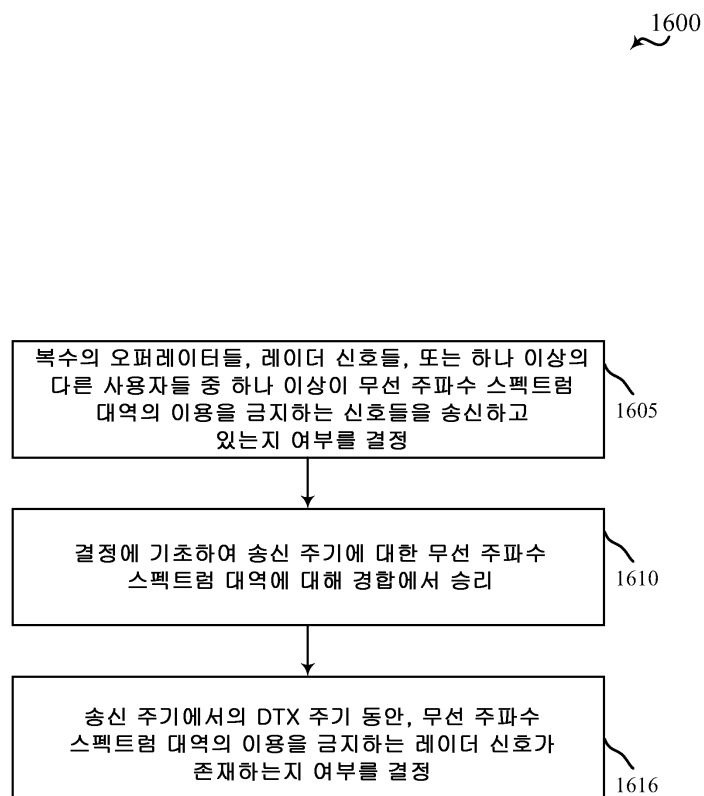 1600
복수의 오퍼레이터들, 레이더 신호들, 또는 하나 이상의
다른 사용자들 중 하나 이상이 무선 주파수 스펙트럼
대역의 이용을 금지하는 신호들을 송신하고
있는지 여부를 결정
1605
결정에 기초하여 송신 주기에 대한 무선 주파수
스펙트럼 대역에 대해 경합에서 승리
1610
송신 주기에서의 DTX 주기 동안, 무선 주파수
스펙트럼 대역의 이용을 금지하는 레이더 신호가
존재하는지 여부를 결정
1616